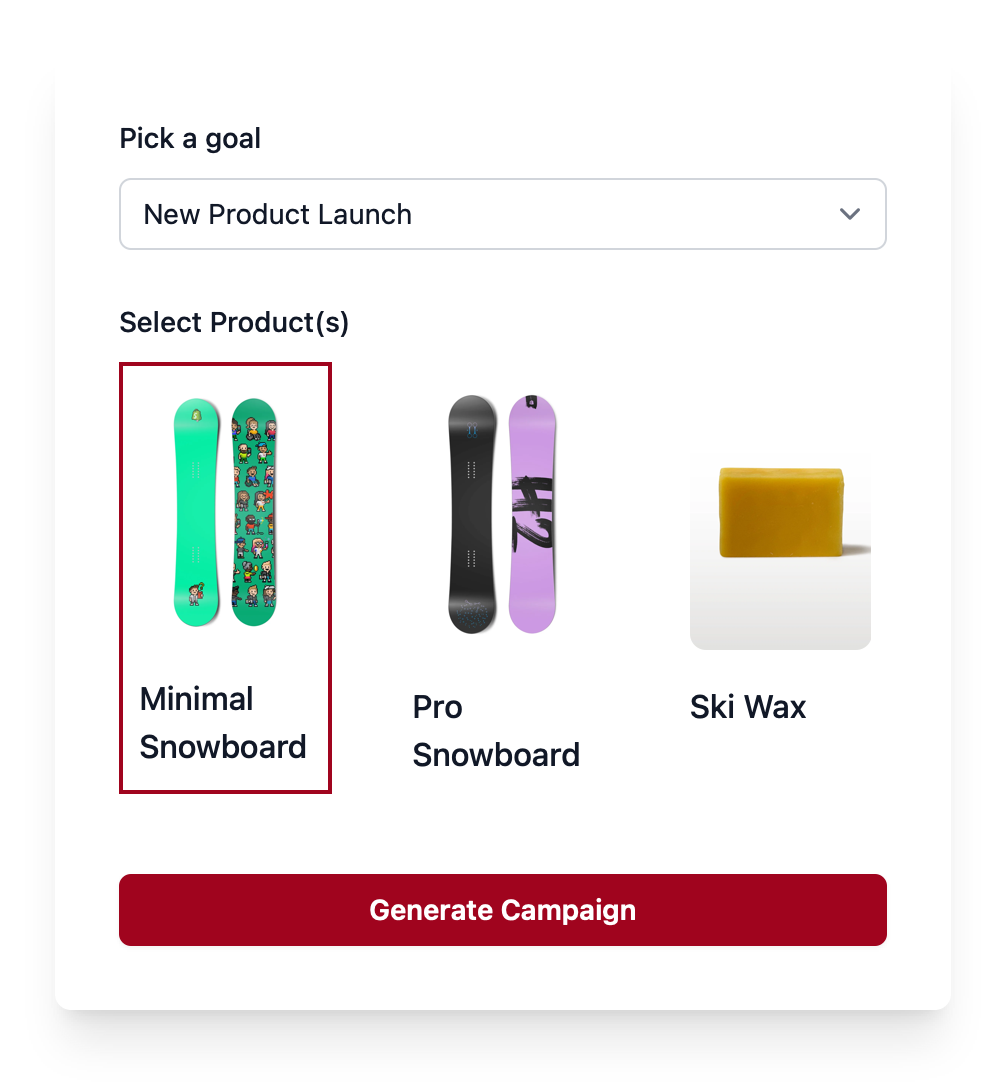 Pick a goal
New Product Launch
Select Product(s)
Minimal
Snowboard
Pro
Snowboard
Ski Wax
Generate Campaign